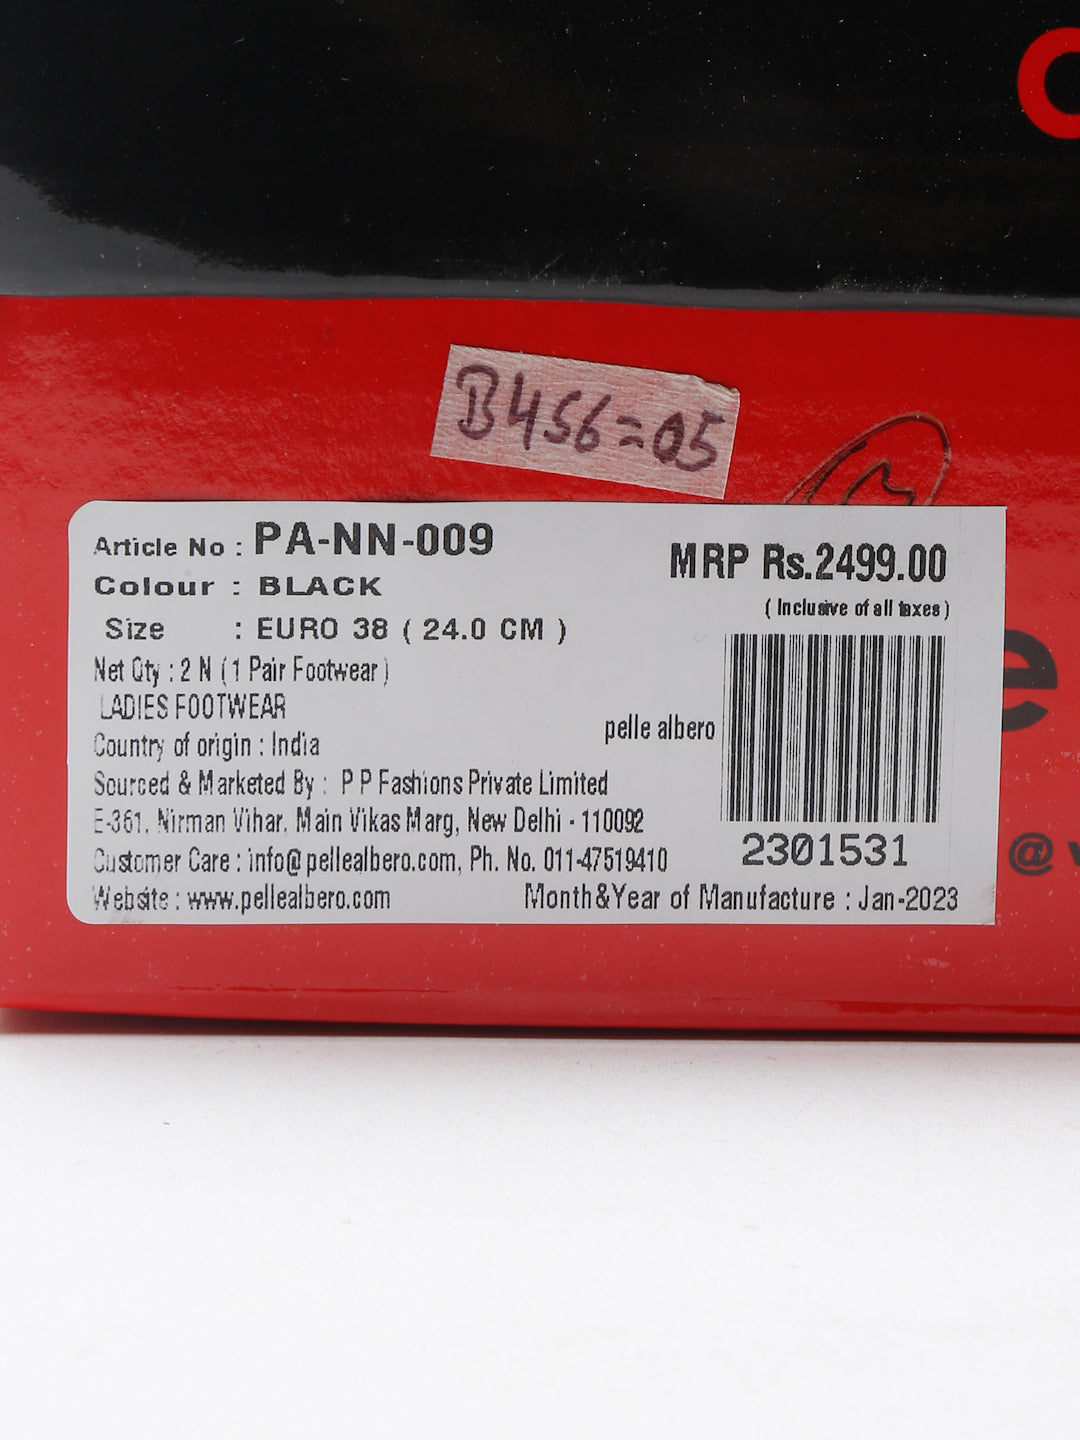 B456=05
Article No : PA-NN-009
MRP Rs.2499.00
( Inclusive of all taxes )
Colour : BLACK
Size : EURO 38 ( 24.0 CM )
Net Qty : 2 N ( 1 Pair Footwear )
LADIES FOOTWEAR
Country of origin : India
pelle albero
Sourced & Marketed By : P P Fashions Private Limited
E-361, Nirman Vihar, Main Vikas Marg, New Delhi - 110092
2301531
Customer Care : info@pellealbero.com, Ph. No. 011-47519410
Website : www.pellealbero.com
Month&Year of Manufacture : Jan-2023
e
@